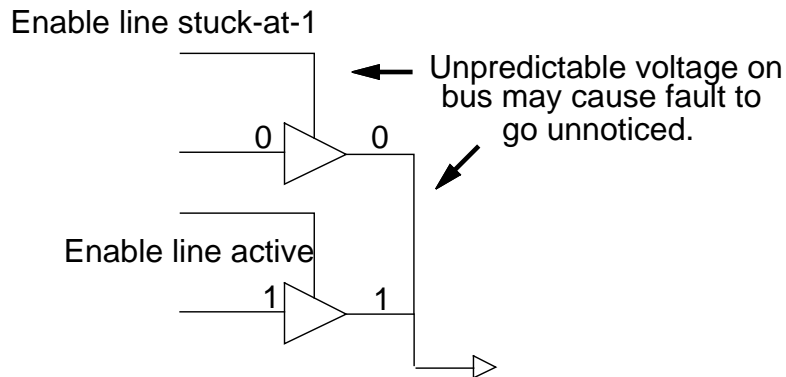 Enable line stuck-at-1
Unpredictable voltage on
bus may cause fault to
go unnoticed.
0
0
Enable line active
1
1